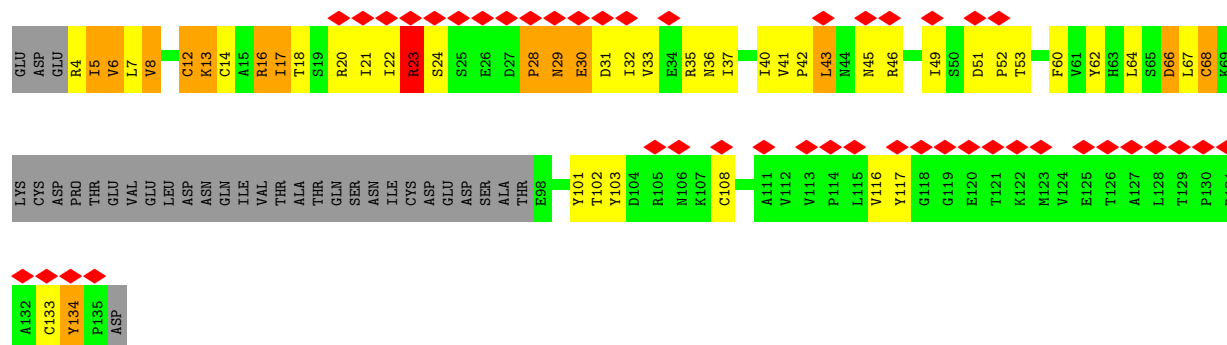 GLU ASP GLU R4 I5 V6 L7 V8 C12 K13 C14 A15 R16 I17 T18 S19 R20 I21 I22 R23 S24 S25 E26 D27 P28 N29 E30 D31 I32 V33 E34 R35 N36 I37 I40 V41 P42 L43 N44 N45 R46 I49 S50 D51 P52 T53 F60 V61 Y62 H63 L64 S65 D66 L67 C68 K69
LYS CYS ASP PRO THR GLU VAL GLU LEU ASP ASN GLN ILE VAL THR ALA THR GLN SER ASN ILE CYS ASP GLU ASP SER ALA THR E98 Y101 T102 Y103 D104 R105 N106 K107 C108 A111 V112 V113 P114 L115 V116 Y117 G118 G119 E120 T121 K122 M123 V124 E125 T126 A127 L128 T129 P130
A132 C133 Y134 P135 ASP